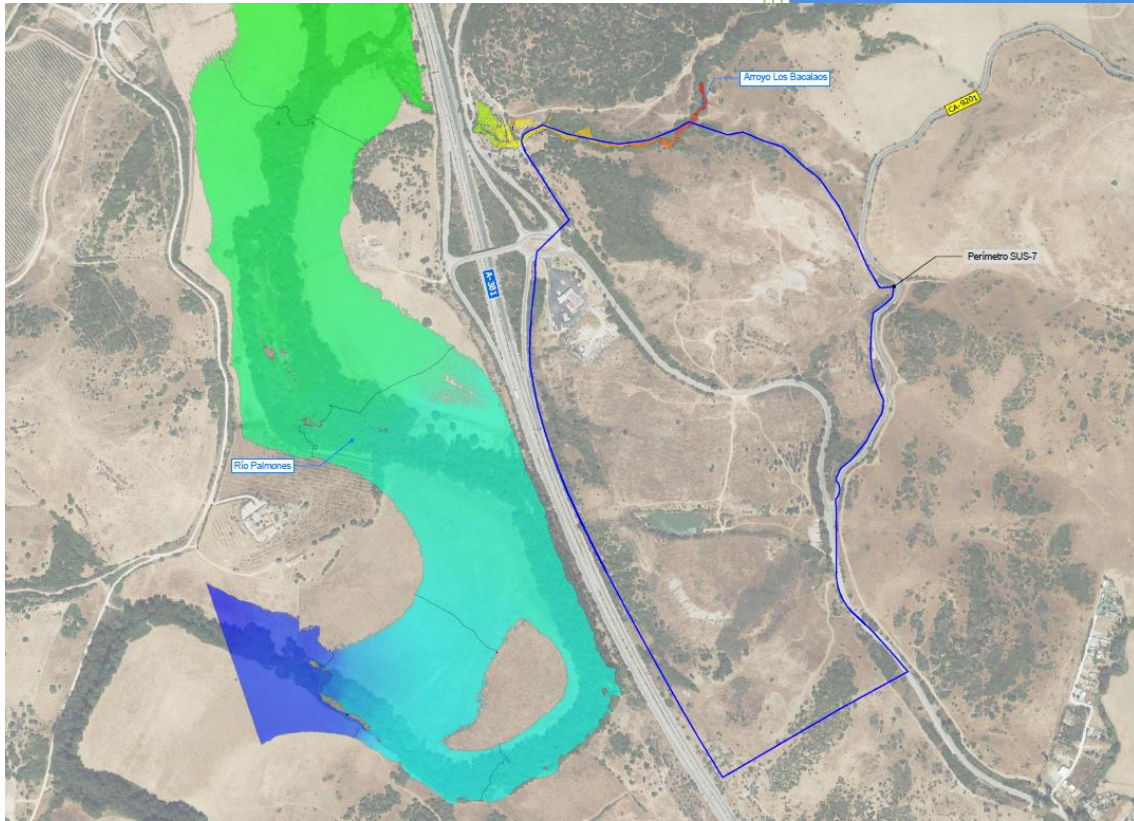 Arroyo Los Bacalaos
CA-9201
Perímetro SUS-7
A-381
Río Palmones